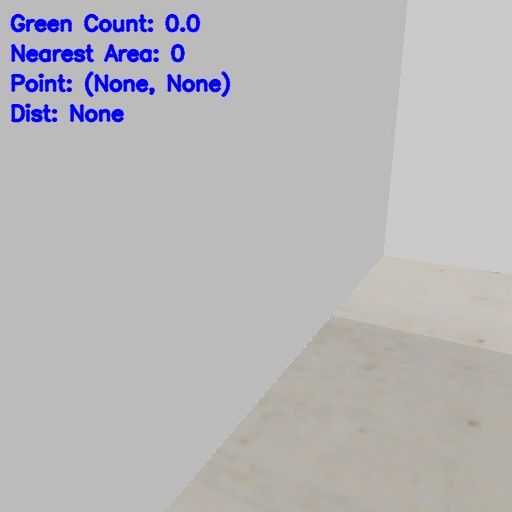 Green Count: 0.0
Nearest Area: 0
Point: (None, None)
Dist: None